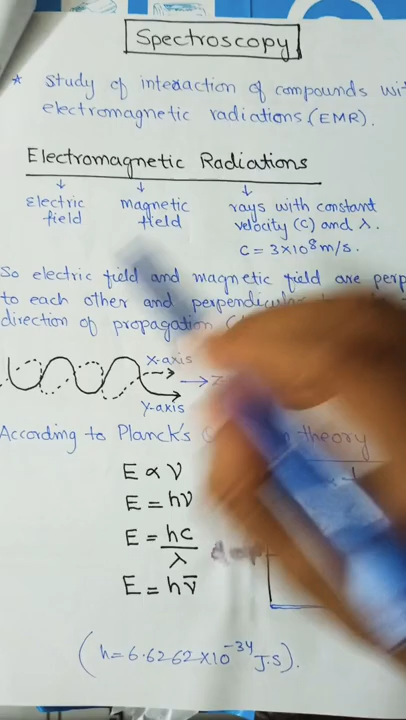 Spectroscopy
* Study of interaction of compounds wi
electromagnetic radiations (EMR).
Electromagnetic Radiations
↓ ↓ ↓
electric field
magnetic field
rays with constant
velocity (c) and λ.
c = 3×10⁸ m/s.
So electric field and magnetic field are perp
to each other and perpendicular
direction of propagation (
X-axis
→ Z
Y-axis
According to Planck's theory
E ∝ ν
E = hν
E = hc/λ
E = hν̄
(h = 6.6262×10⁻³⁴ J.S).